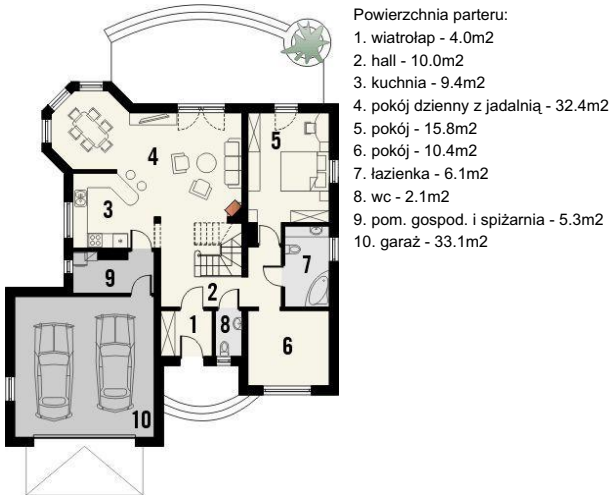 Powierzchnia parteru:
1. wiatrołap - 4.0m2
2. hall - 10.0m2
3. kuchnia - 9.4m2
4. pokój dzienny z jadalnią - 32.4m2
5. pokój - 15.8m2
6. pokój - 10.4m2
7. łazienka - 6.1m2
8. wc - 2.1m2
9. pom. gospod. i spiżarnia - 5.3m2
10. garaż - 33.1m2
4
5
3
9
7
2
1
8
6
10